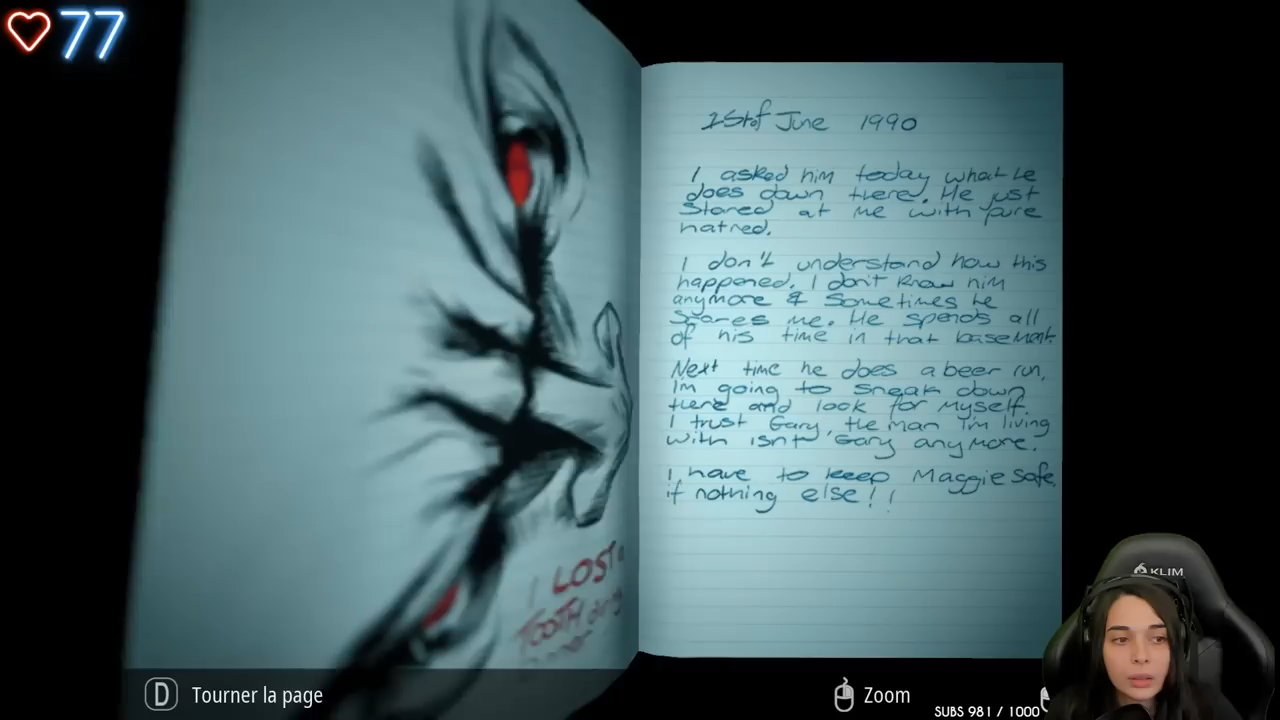 77
1st of June 1990
I asked him today what he
does down there. He just
Stared at me with pure
hatred.
I don't understand how this
happened. I don't know him
anymore & Sometimes he
Scares me. He spends all
of his time in that basement.
Next time he does a beer run,
I'm going to sneak down
there and look for Myself.
I trust Gary, the man I'm living
with isn't Gary anymore.
I have to keep Maggie safe,
if nothing else!!
I LOST a
TOOTH
D Tourner la page
Zoom
SUBS 981 / 1000
KLIM